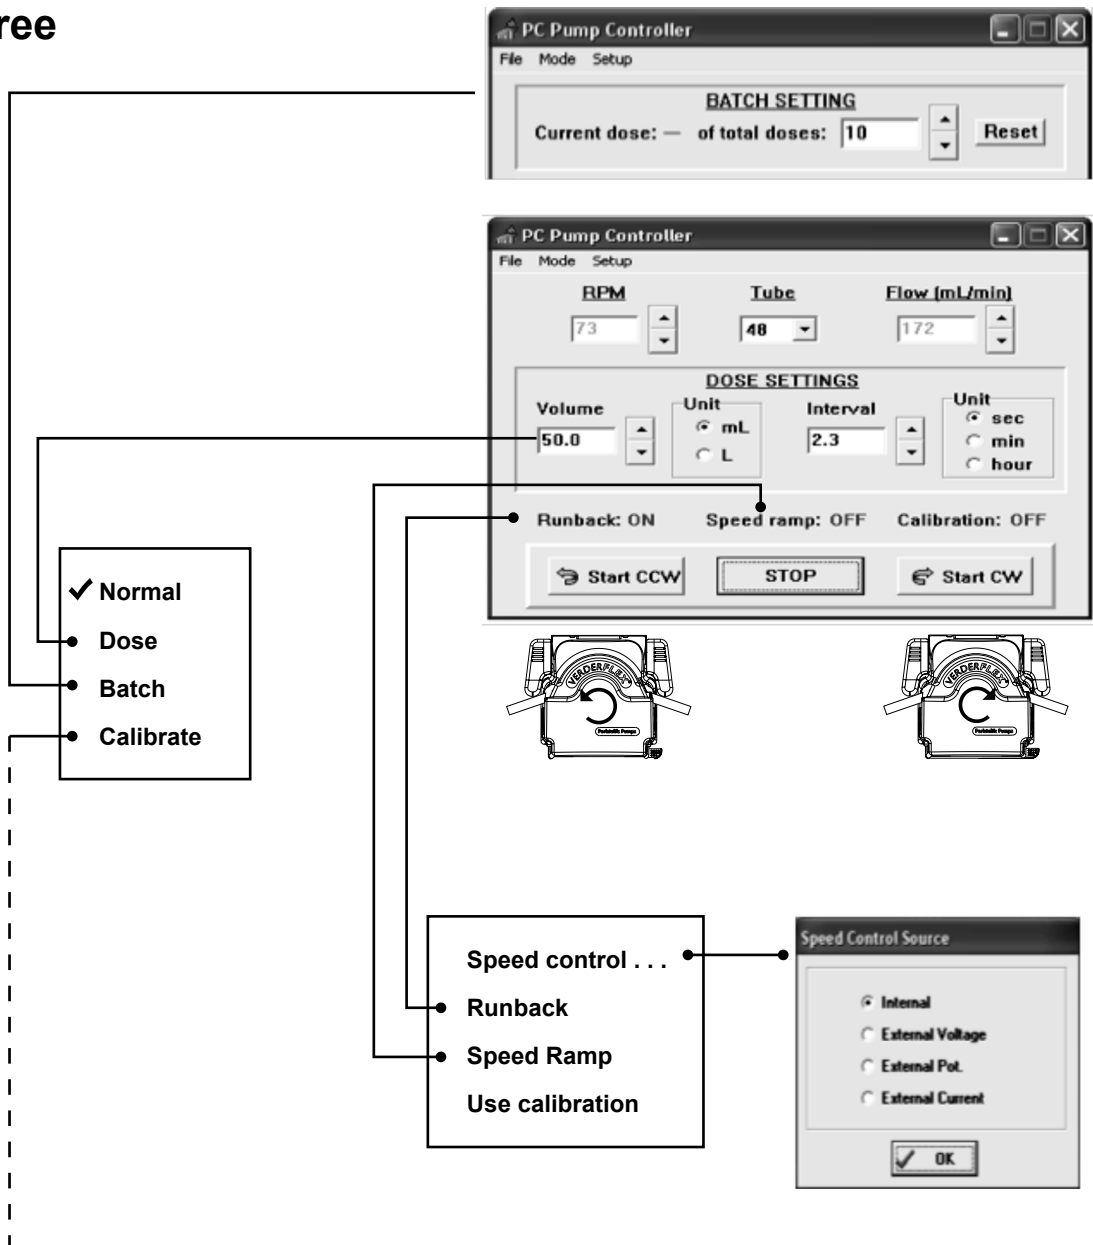 ree
PC Pump Controller
File Mode Setup
BATCH SETTING
Current dose: — of total doses: 10 Reset
PC Pump Controller
File Mode Setup
RPM Tube Flow (mL/min)
73 48 172
DOSE SETTINGS
Volume Unit Interval Unit
50.0 mL 2.3 sec
L min
hour
Runback: ON Speed ramp: OFF Calibration: OFF
Start CCW STOP Start CW
VERDERFLEX® VERDERFLEX®
Peristaltic Pumps Peristaltic Pumps
✓ Normal
Dose
Batch
Calibrate
Speed control . . .
Runback
Speed Ramp
Use calibration
Speed Control Source
Internal
External Voltage
External Pot.
External Current
OK